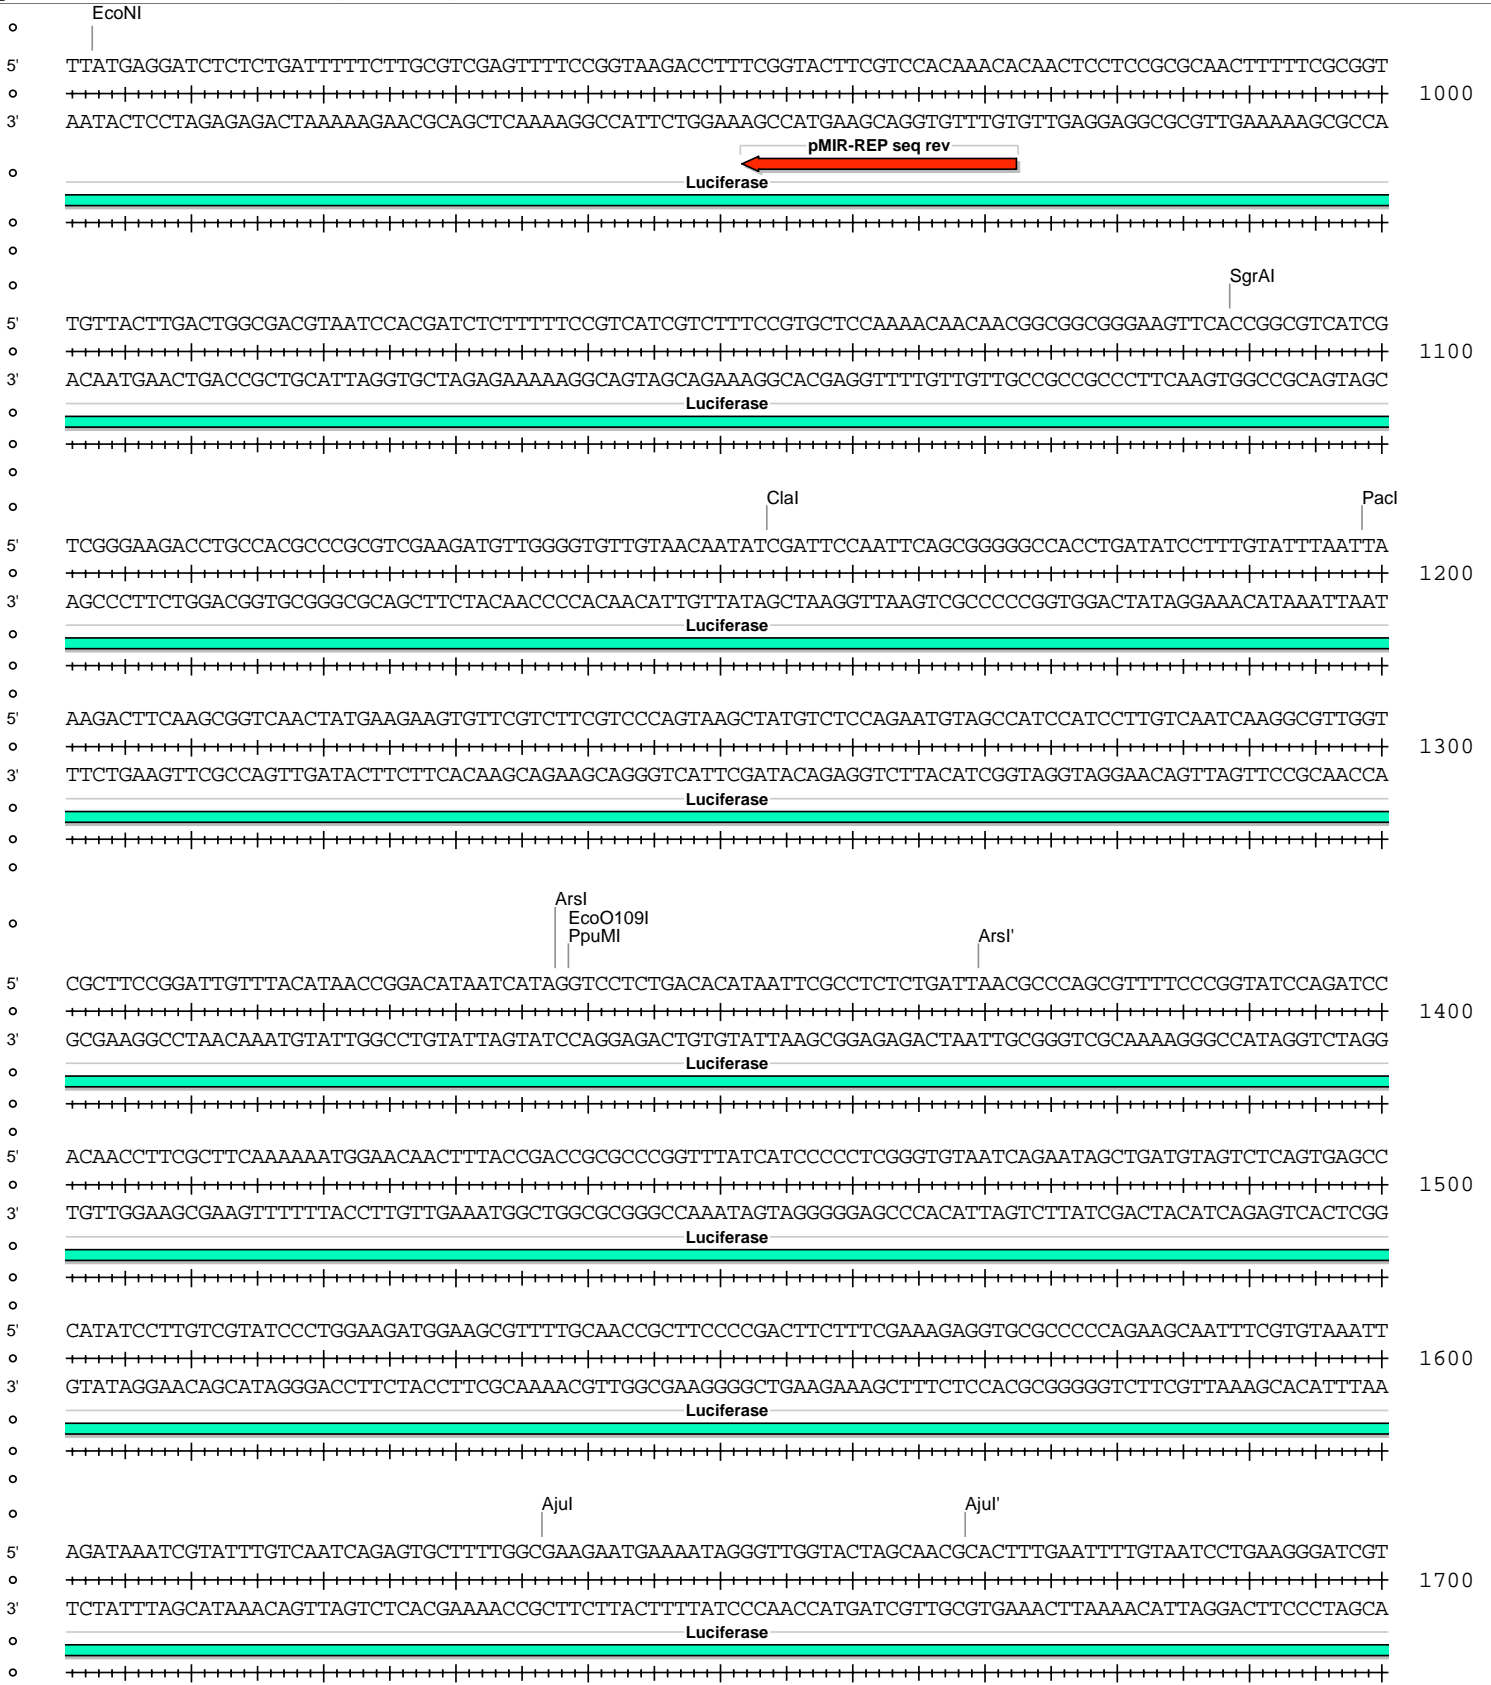 EcoNI
5' TTATGAGGATCTCTCTGATTTTTCTTGCGTCGAGTTTTCCGGTAAGACCTTTCGGTACTTCGTCCACAAACACAACTCCTCCGCGCAACTTTTTCGCGGT
1000
3' AATACTCCTAGAGAGACTAAAAAGAACGCAGCTCAAAAGGCCATTCTGGAAAGCCATGAAGCAGGTGTTTGTGTTGAGGAGGCGCGTTGAAAAAGCGCCA
pMIR-REP seq rev
Luciferase
SgrAI
5' TGTTACTTGACTGGCGACGTAATCCACGATCTCTTTTTCCGTCATCGTCTTTCCGTGCTCCAAAACAACAACGGCGGCGGGAAGTTCACCGGCGTCATCG
1100
3' ACAATGAACTGACCGCTGCATTAGGTGCTAGAGAAAAAGGCAGTAGCAGAAAGGCACGAGGTTTTGTTGTTGCCGCCGCCCTTCAAGTGGCCGCAGTAGC
Luciferase
ClaI PacI
5' TCGGGAAGACCTGCCACGCCCGCGTCGAAGATGTTGGGGTGTTGTAACAATATCGATTCCAATTCAGCGGGGGCCACCTGATATCCTTTGTATTTAATTA
1200
3' AGCCCTTCTGGACGGTGCGGGCGCAGCTTCTACAACCCCACAACATTGTTATAGCTAAGGTTAAGTCGCCCCCGGTGGACTATAGGAAACATAAATTAAT
Luciferase
5' AAGACTTCAAGCGGTCAACTATGAAGAAGTGTTCGTCTTCGTCCCAGTAAGCTATGTCTCCAGAATGTAGCCATCCATCCTTGTCAATCAAGGCGTTGGT
1300
3' TTCTGAAGTTCGCCAGTTGATACTTCTTCACAAGCAGAAGCAGGGTCATTCGATACAGAGGTCTTACATCGGTAGGTAGGAACAGTTAGTTCCGCAACCA
Luciferase
ArsI
EcoO109I
PpuMI ArsI'
5' CGCTTCCGGATTGTTTACATAACCGGACATAATCATAGGTCCTCTGACACATAATTCGCCTCTCTGATTAACGCCCAGCGTTTTCCCGGTATCCAGATCC
1400
3' GCGAAGGCCTAACAAATGTATTGGCCTGTATTAGTATCCAGGAGACTGTGTATTAAGCGGAGAGACTAATTGCGGGTCGCAAAAGGGCCATAGGTCTAGG
Luciferase
5' ACAACCTTCGCTTCAAAAAATGGAACAACTTTACCGACCGCGCCCGGTTTATCATCCCCCTCGGGTGTAATCAGAATAGCTGATGTAGTCTCAGTGAGCC
1500
3' TGTTGGAAGCGAAGTTTTTTACCTTGTTGAAATGGCTGGCGCGGGCCAAATAGTAGGGGGAGCCCACATTAGTCTTATCGACTACATCAGAGTCACTCGG
Luciferase
5' CATATCCTTGTCGTATCCCTGGAAGATGGAAGCGTTTTGCAACCGCTTCCCCGACTTCTTTCGAAAGAGGTGCGCCCCCAGAAGCAATTTCGTGTAAATT
1600
3' GTATAGGAACAGCATAGGGACCTTCTACCTTCGCAAAACGTTGGCGAAGGGGCTGAAGAAAGCTTTCTCCACGCGGGGGTCTTCGTTAAAGCACATTTAA
Luciferase
AjuI AjuI'
5' AGATAAATCGTATTTGTCAATCAGAGTGCTTTTGGCGAAGAATGAAAATAGGGTTGGTACTAGCAACGCACTTTGAATTTTGTAATCCTGAAGGGATCGT
1700
3' TCTATTTAGCATAAACAGTTAGTCTCACGAAAACCGCTTCTTACTTTTATCCCAACCATGATCGTTGCGTGAAACTTAAAACATTAGGACTTCCCTAGCA
Luciferase